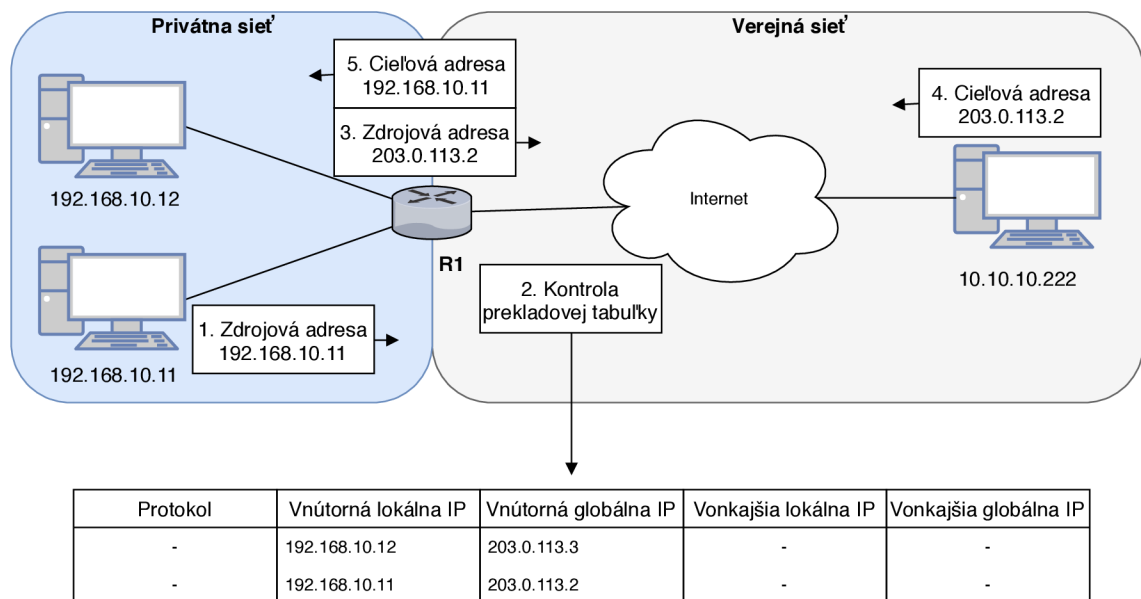 Privátna sieť
Verejná sieť
5. Cieľová adresa
192.168.10.11
3. Zdrojová adresa
203.0.113.2
4. Cieľová adresa
203.0.113.2
192.168.10.12
Internet
R1
10.10.10.222
2. Kontrola
prekladovej tabuľky
1. Zdrojová adresa
192.168.10.11
192.168.10.11
Protokol Vnútorná lokálna IP Vnútorná globálna IP Vonkajšia lokálna IP Vonkajšia globálna IP
- 192.168.10.12 203.0.113.3 - -
- 192.168.10.11 203.0.113.2 - -